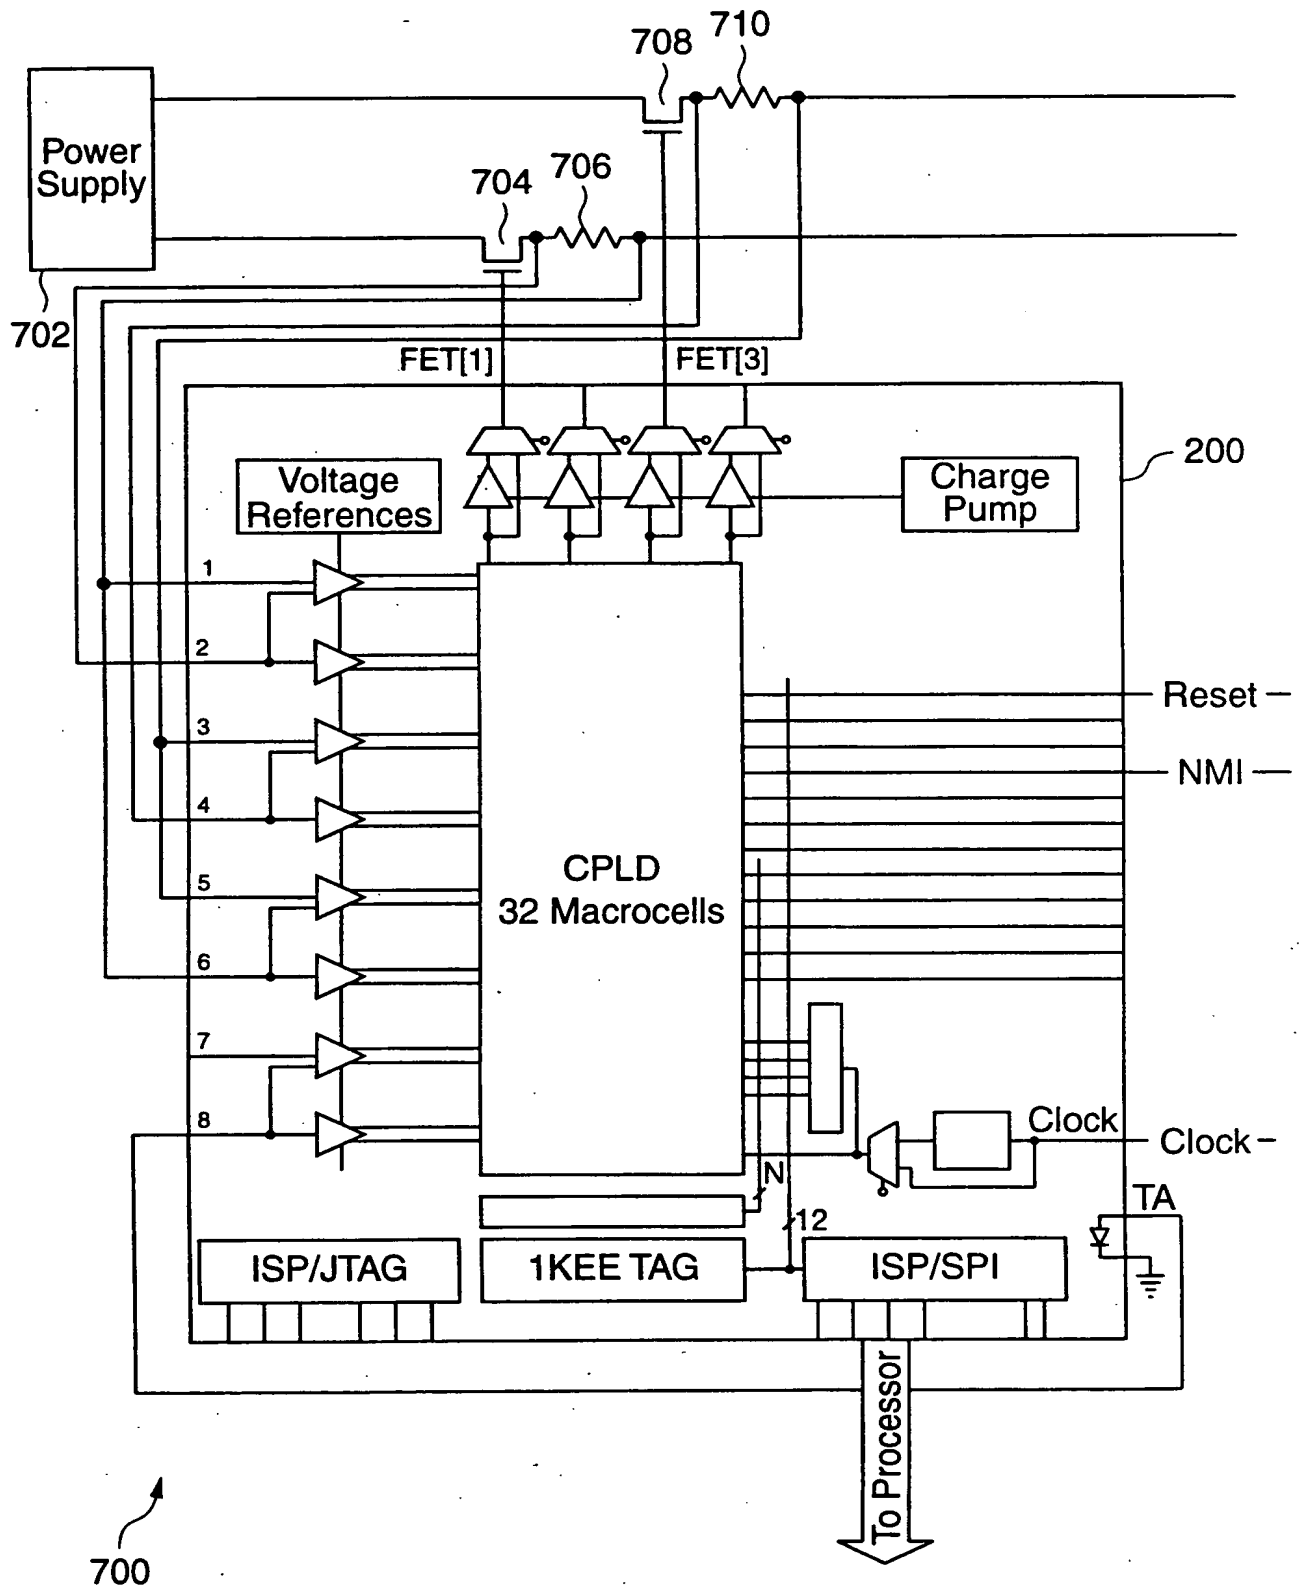 710
708
Power
Supply
704
706
702
FET[1]
FET[3]
200
Voltage
References
Charge
Pump
1
2
3
4
5
6
7
8
CPLD
32 Macrocells
Reset
NMI
Clock
Clock
N
12
TA
ISP/JTAG
1KEE TAG
ISP/SPI
To Processor
700